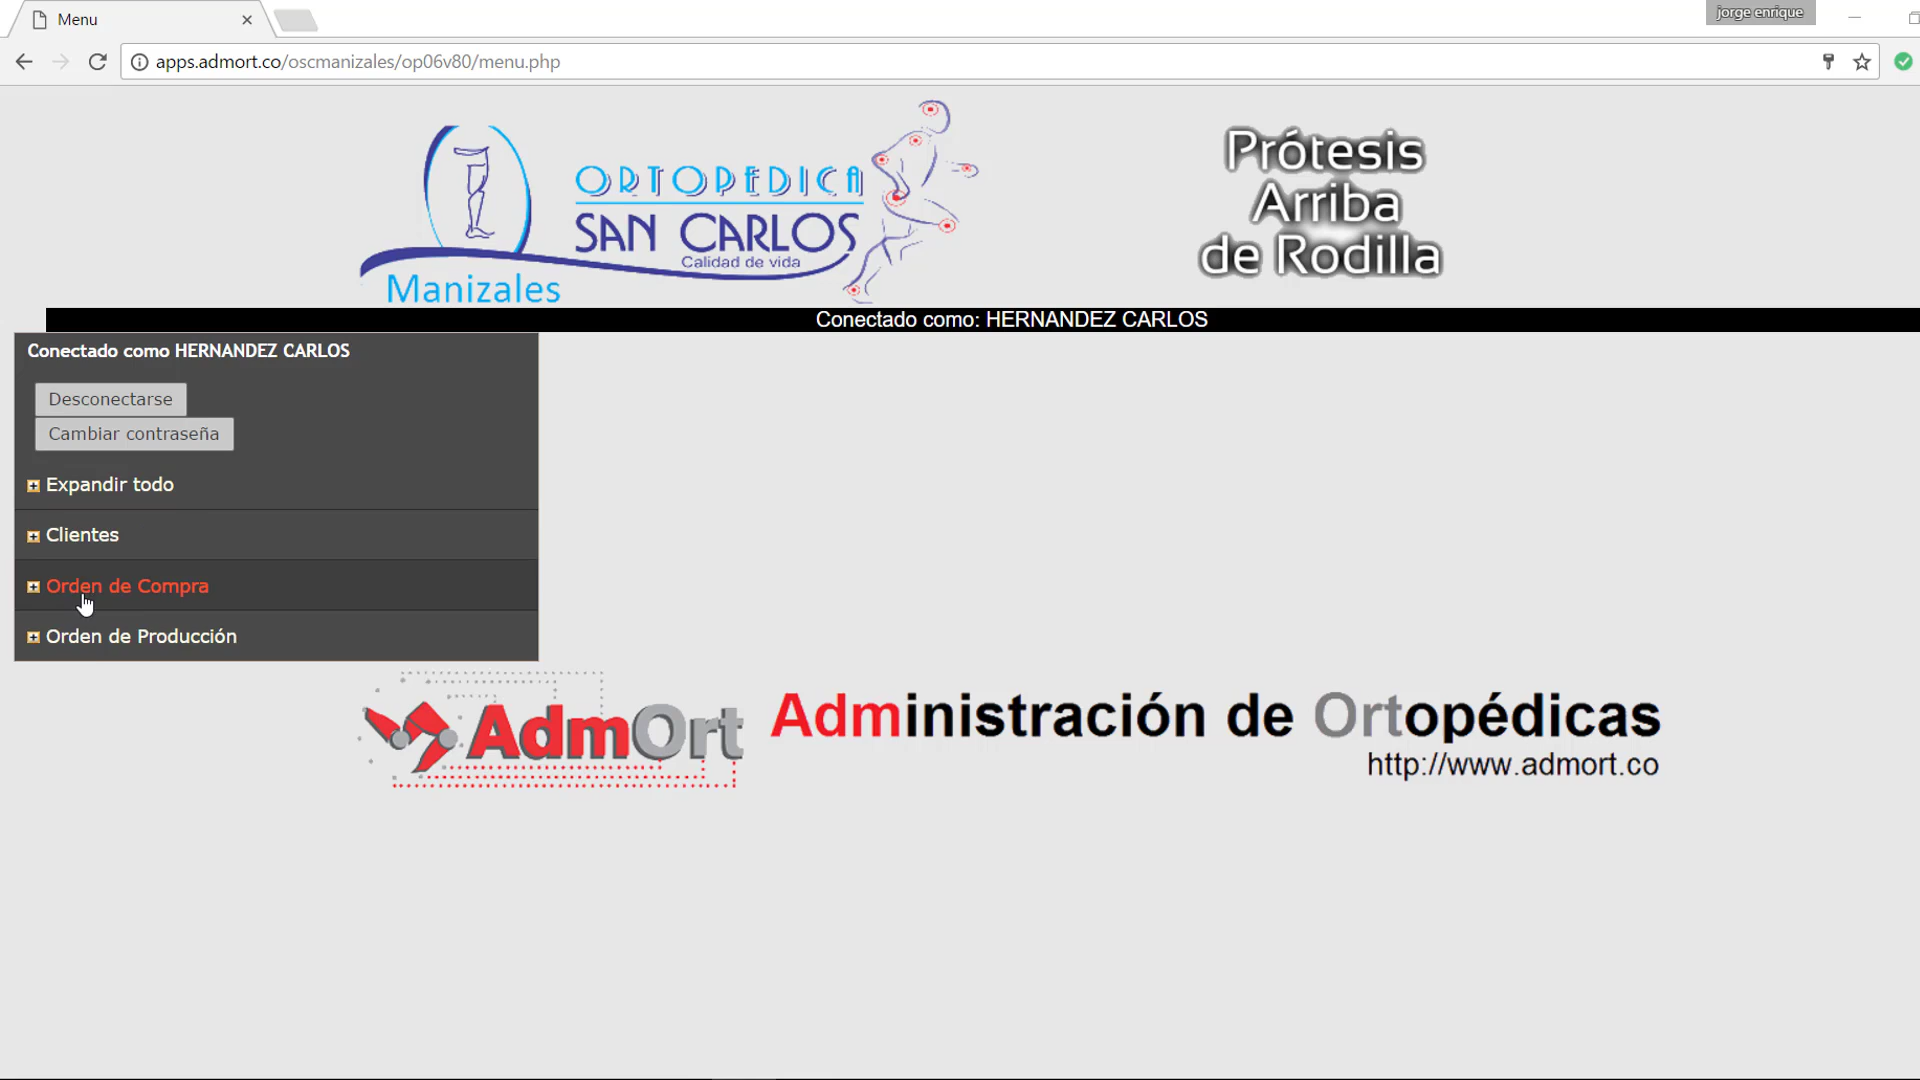 Menu
jorge enrique
apps.admort.co/oscmanizales/op06v80/menu.php
ORTOPEDICA
SAN CARLOS
Calidad de vida
Manizales
Prótesis
Arriba
de Rodilla
Conectado como: HERNANDEZ CARLOS
Conectado como HERNANDEZ CARLOS
Desconectarse
Cambiar contraseña
Expandir todo
Clientes
Orden de Compra
Orden de Producción
AdmOrt
Administración de Ortopédicas
http://www.admort.co